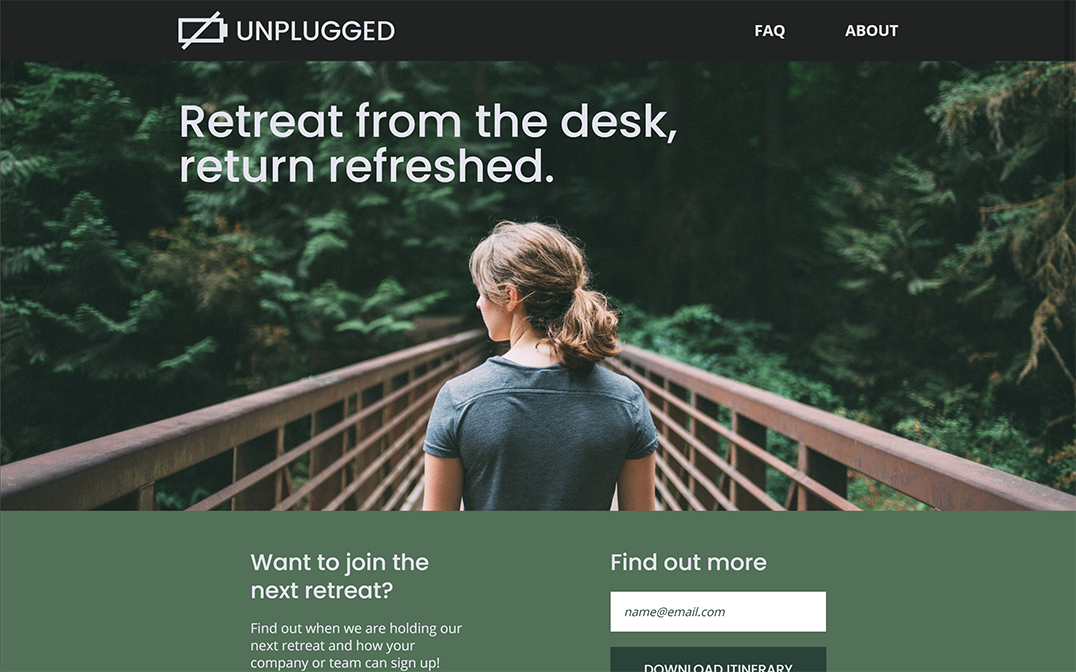 UNPLUGGED
FAQ
ABOUT
Retreat from the desk,
return refreshed.
Want to join the
next retreat?
Find out when we are holding our
next retreat and how your
company or team can sign up!
Find out more
name@email.com
DOWNLOAD ITINERARY